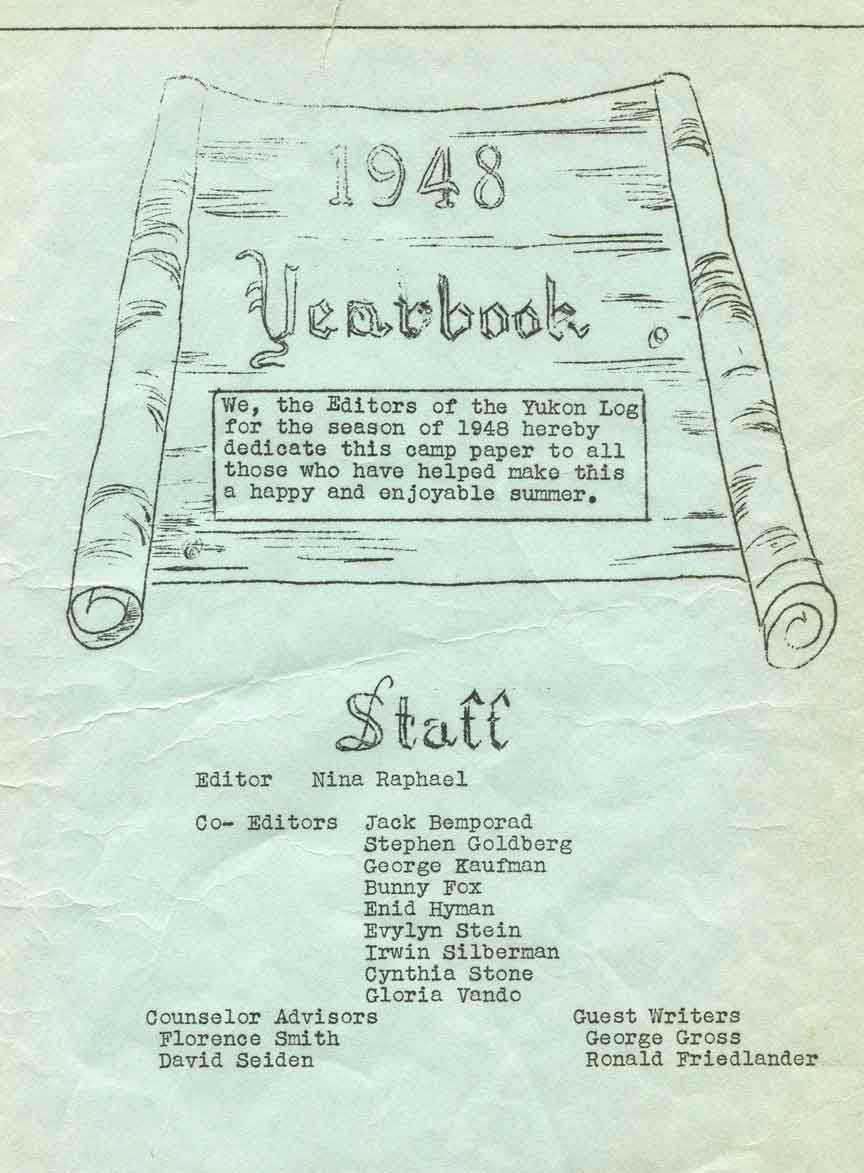 1948
Yearbook
We, the Editors of the Yukon Log
for the season of 1948 hereby
dedicate this camp paper to all
those who have helped make this
a happy and enjoyable summer.
Staff
Editor Nina Raphael
Co- Editors Jack Bemporad
Stephen Goldberg
George Kaufman
Bunny Fox
Enid Hyman
Evylyn Stein
Irwin Silberman
Cynthia Stone
Gloria Vando
Counselor Advisors
Florence Smith
David Seiden
Guest Writers
George Gross
Ronald Friedlander